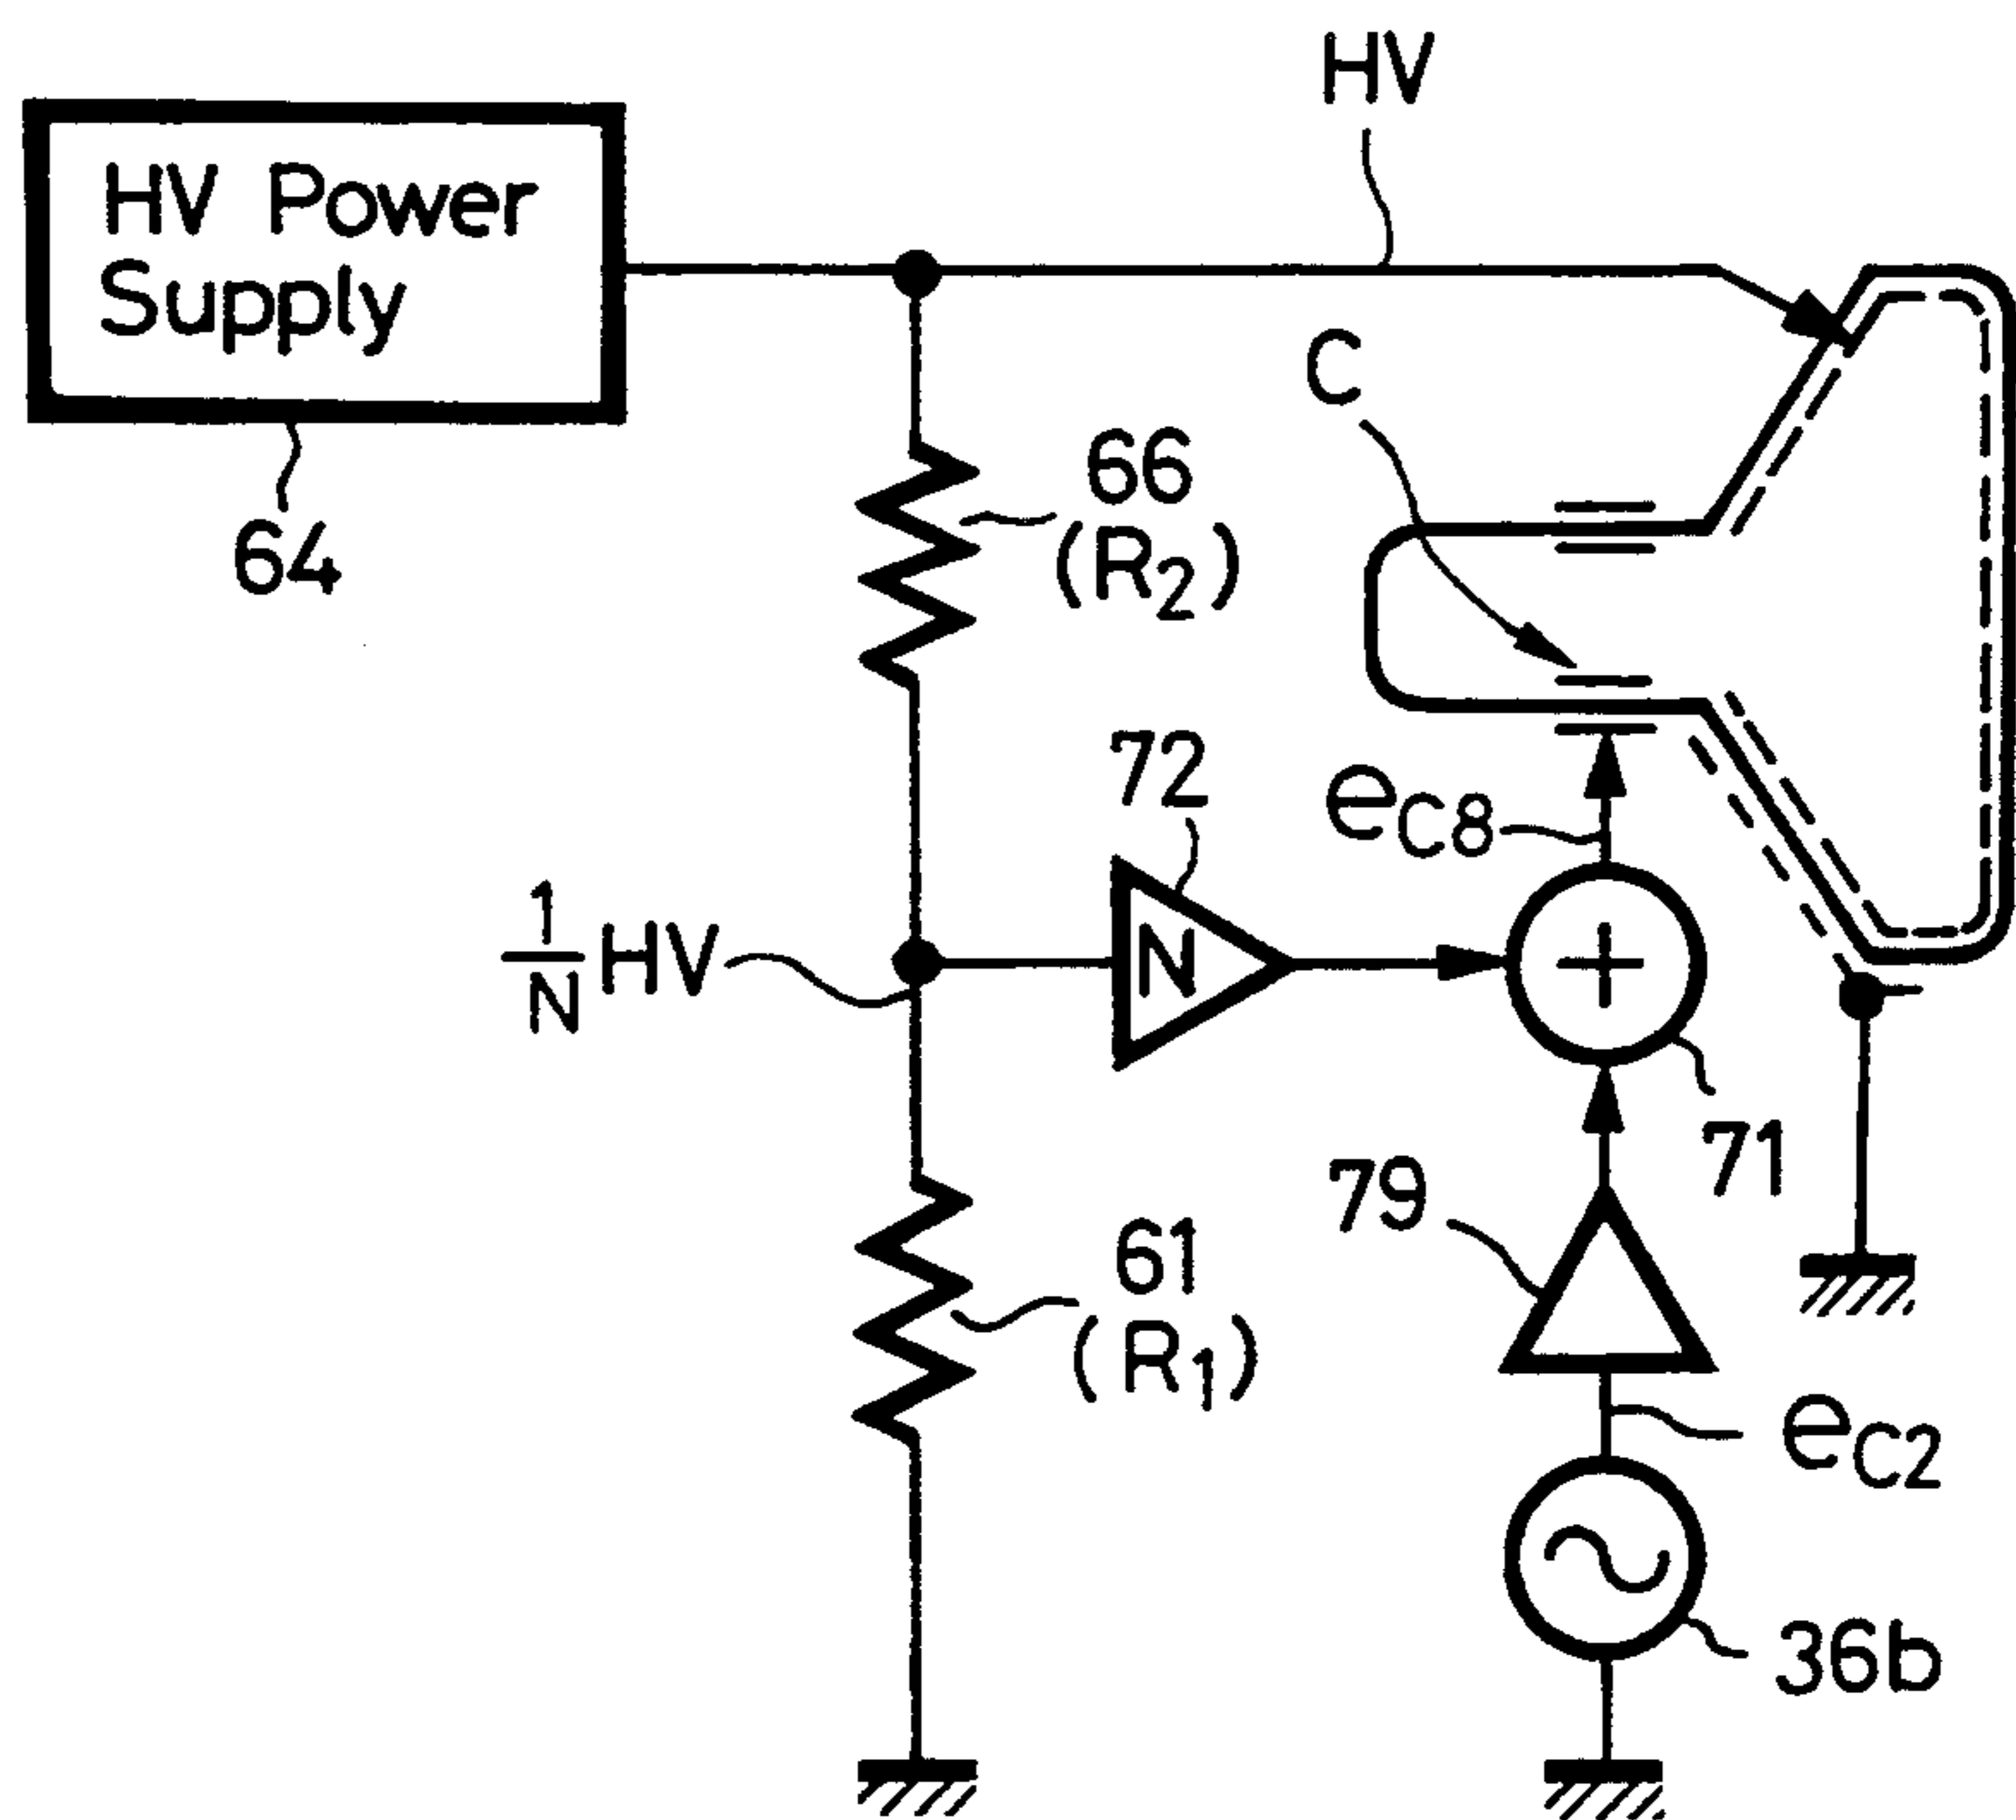 HV
HV Power
Supply
64
C
66
(R2)
72
eC8
1/N HV
N
+
71
79
61
(R1)
eC2
36b